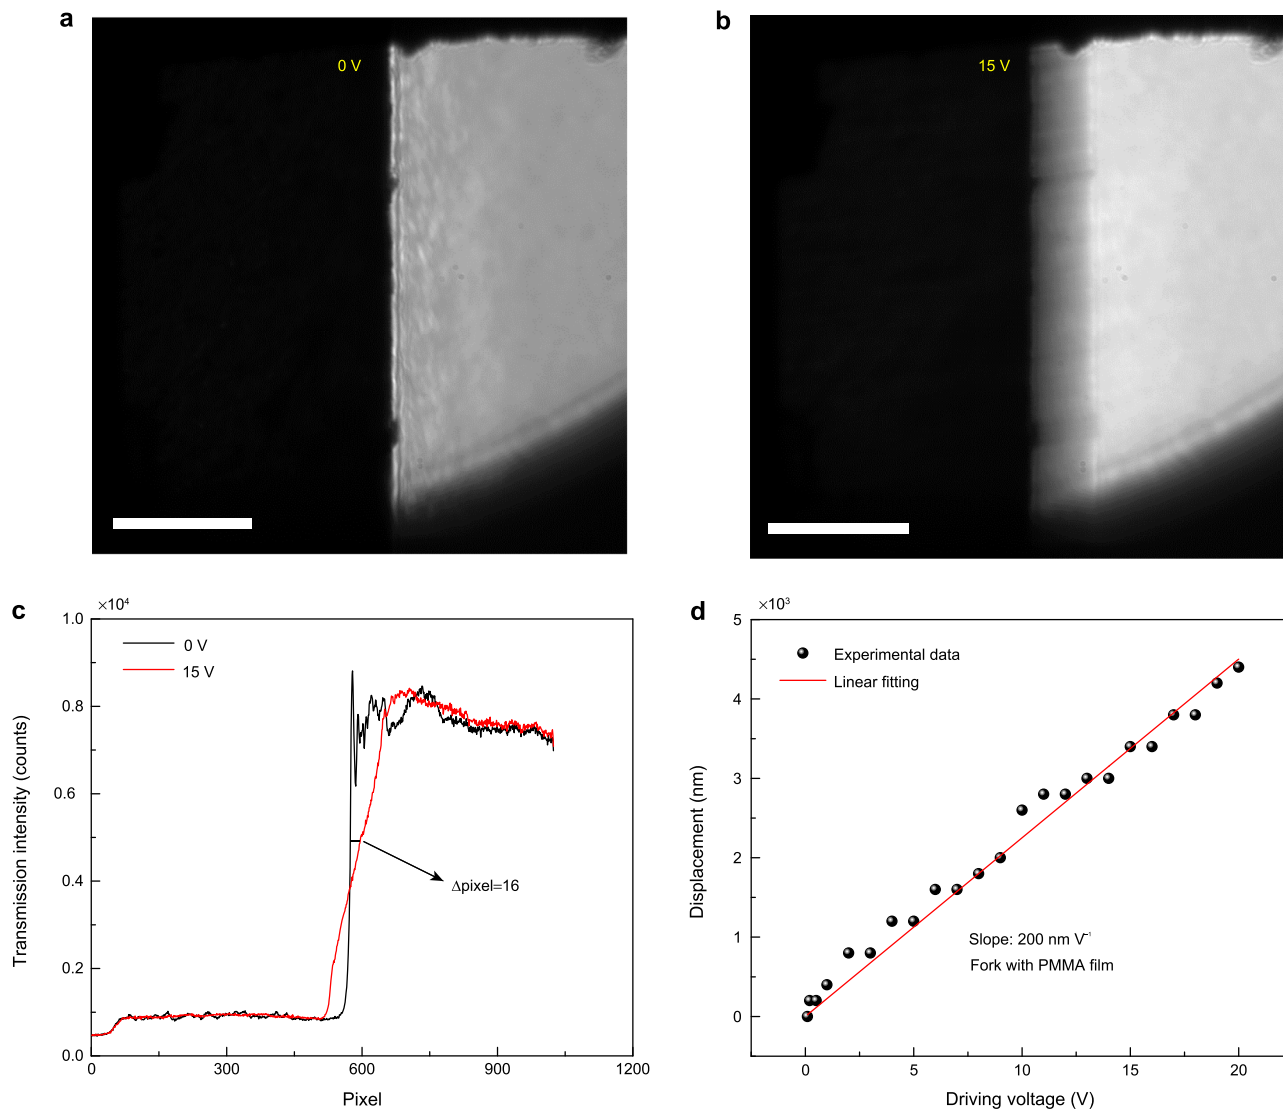 a
0 V
b
15 V
c
×10⁴
1.0
0.8
0.6
0.4
0.2
0.0
0 V
15 V
Δpixel=16
0
300
600
900
1200
Pixel
Transmission intensity (counts)
d
×10³
5
4
3
2
1
0
Experimental data
Linear fitting
Slope: 200 nm V⁻¹
Fork with PMMA film
0
5
10
15
20
Driving voltage (V)
Displacement (nm)